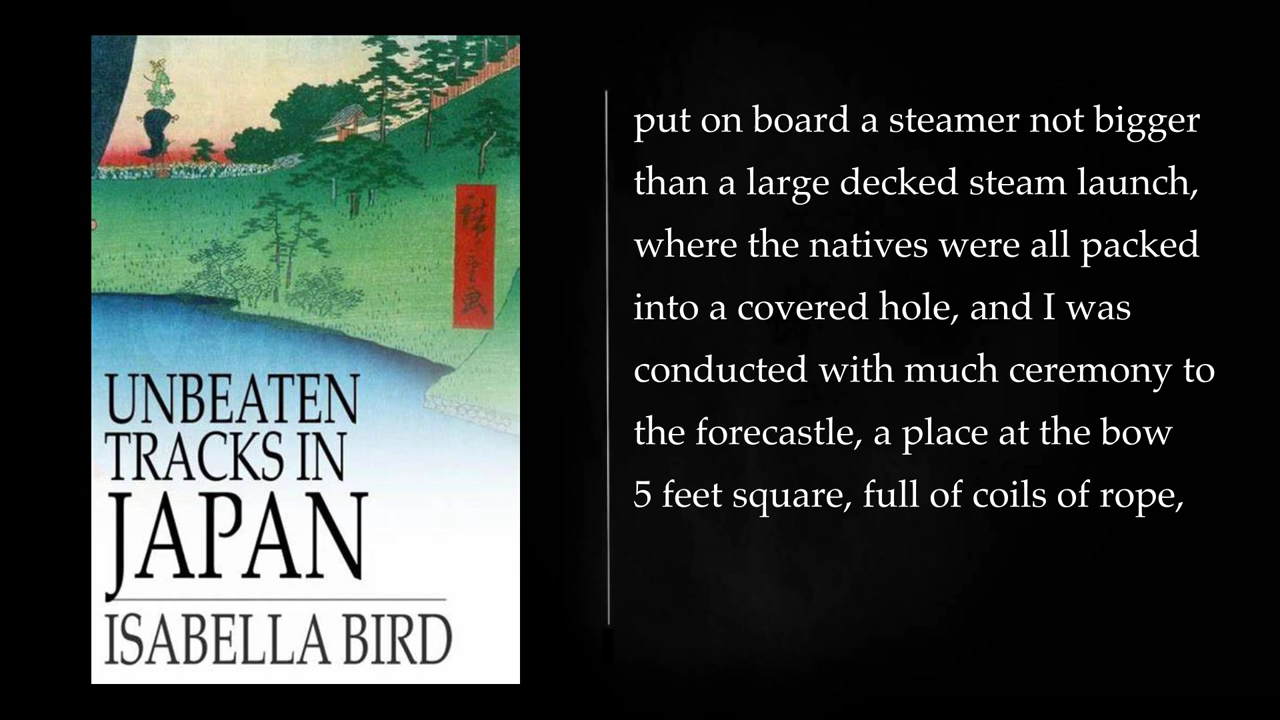 UNBEATEN
TRACKS IN
JAPAN
ISABELLA BIRD
put on board a steamer not bigger
than a large decked steam launch,
where the natives were all packed
into a covered hole, and I was
conducted with much ceremony to
the forecastle, a place at the bow
5 feet square, full of coils of rope,